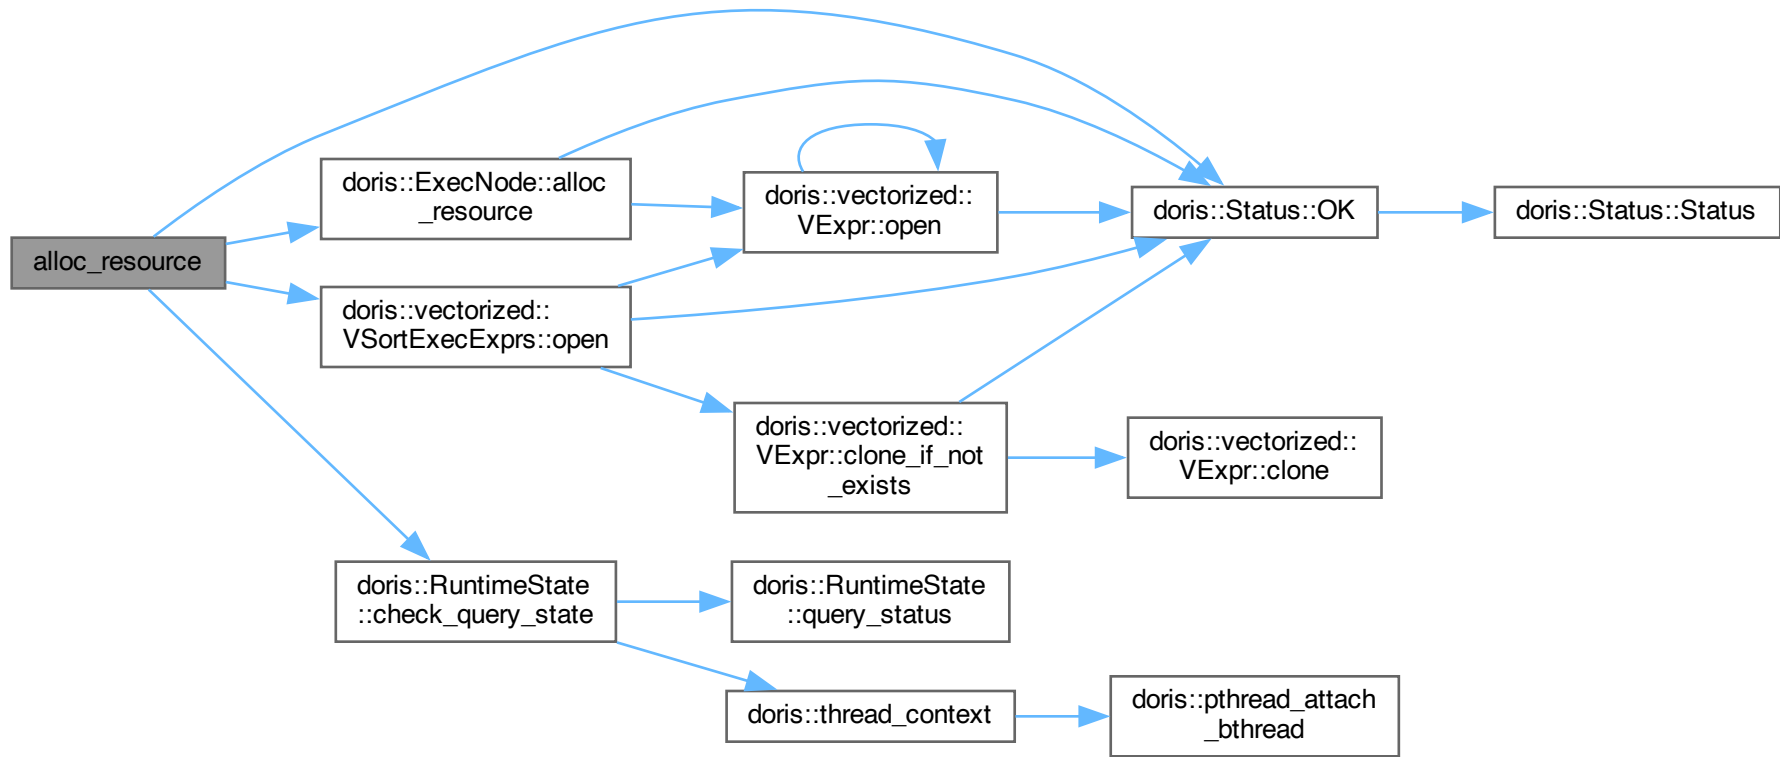 alloc_resource
doris::ExecNode::alloc
_resource
doris::vectorized::
VSortExecExprs::open
doris::RuntimeState
::check_query_state
doris::vectorized::
VExpr::open
doris::vectorized::
VExpr::clone_if_not
_exists
doris::RuntimeState
::query_status
doris::thread_context
doris::Status::OK
doris::vectorized::
VExpr::clone
doris::pthread_attach
_bthread
doris::Status::Status